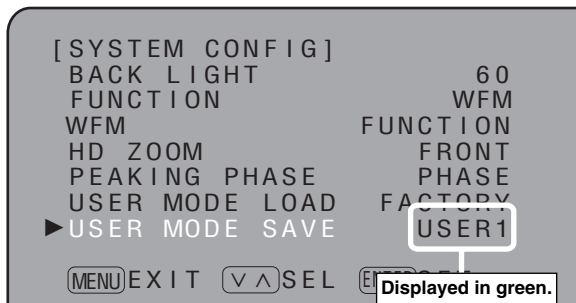 [SYSTEM CONFIG]
BACK LIGHT 60
FUNCTION WFM
WFM FUNCTION
HD ZOOM FRONT
PEAKING PHASE PHASE
USER MODE LOAD FACTORY
▶USER MODE SAVE USER1
MENU EXIT ∨∧ SEL
Displayed in green.